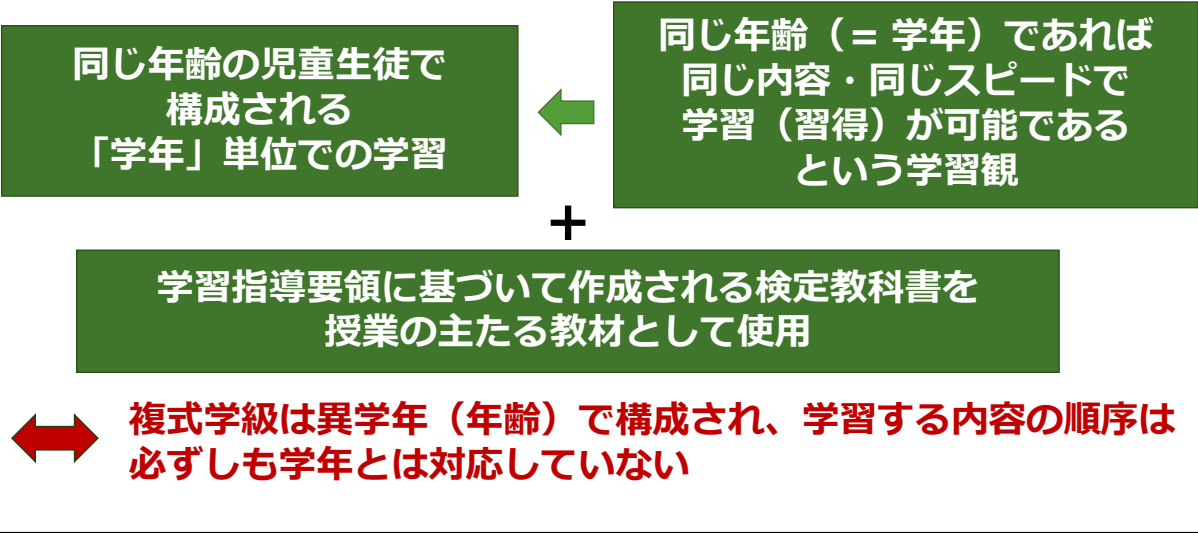 同じ年齢の児童生徒で
構成される
「学年」単位での学習
同じ年齢（= 学年）であれば
同じ内容・同じスピードで
学習（習得）が可能である
という学習観
+
学習指導要領に基づいて作成される検定教科書を
授業の主たる教材として使用
複式学級は異学年（年齢）で構成され、学習する内容の順序は
必ずしも学年とは対応していない